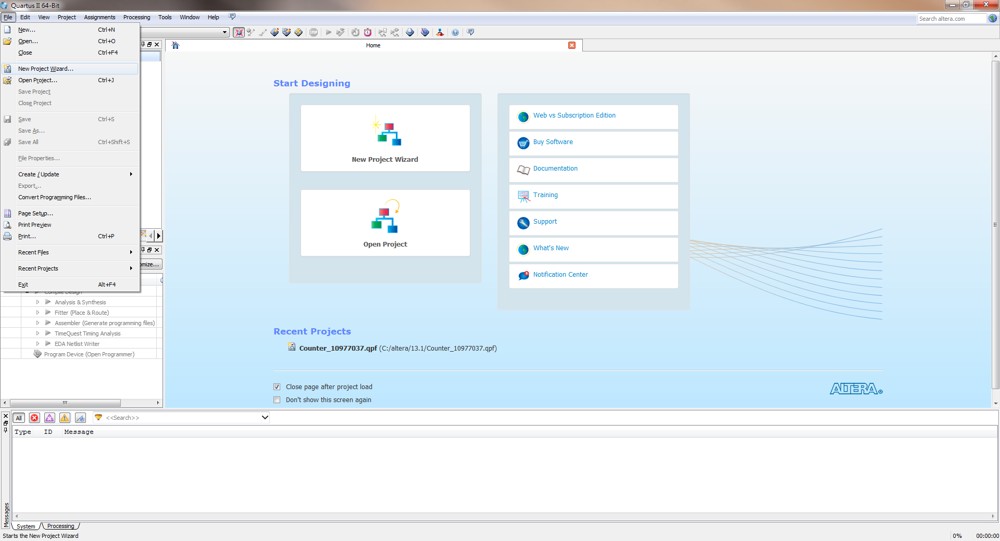 Quartus II 64-Bit
File Edit View Project Assignments Processing Tools Window Help
Search altera.com
New... Ctrl+N
Open... Ctrl+O
Close Ctrl+F4
New Project Wizard...
Open Project... Ctrl+J
Save Project
Close Project
Save Ctrl+S
Save As...
Save All Ctrl+Shift+S
File Properties...
Create / Update
Export...
Convert Programming Files...
Page Setup...
Print Preview
Print... Ctrl+P
Recent Files
Recent Projects
Exit Alt+F4
omize...
Compile Design
Analysis & Synthesis
Fitter (Place & Route)
Assembler (Generate programming files)
TimeQuest Timing Analysis
EDA Netlist Writer
Program Device (Open Programmer)
STOP
Home
Start Designing
New Project Wizard
Open Project
Web vs Subscription Edition
Buy Software
Documentation
Training
Support
What's New
Notification Center
Recent Projects
Counter_10977037.qpf (C:/altera/13.1/Counter_10977037.qpf)
Close page after project load
Don't show this screen again
ALTERA®
All
<<Search>>
Type ID Message
Messages
System Processing
Starts the New Project Wizard
0% 00:00:00